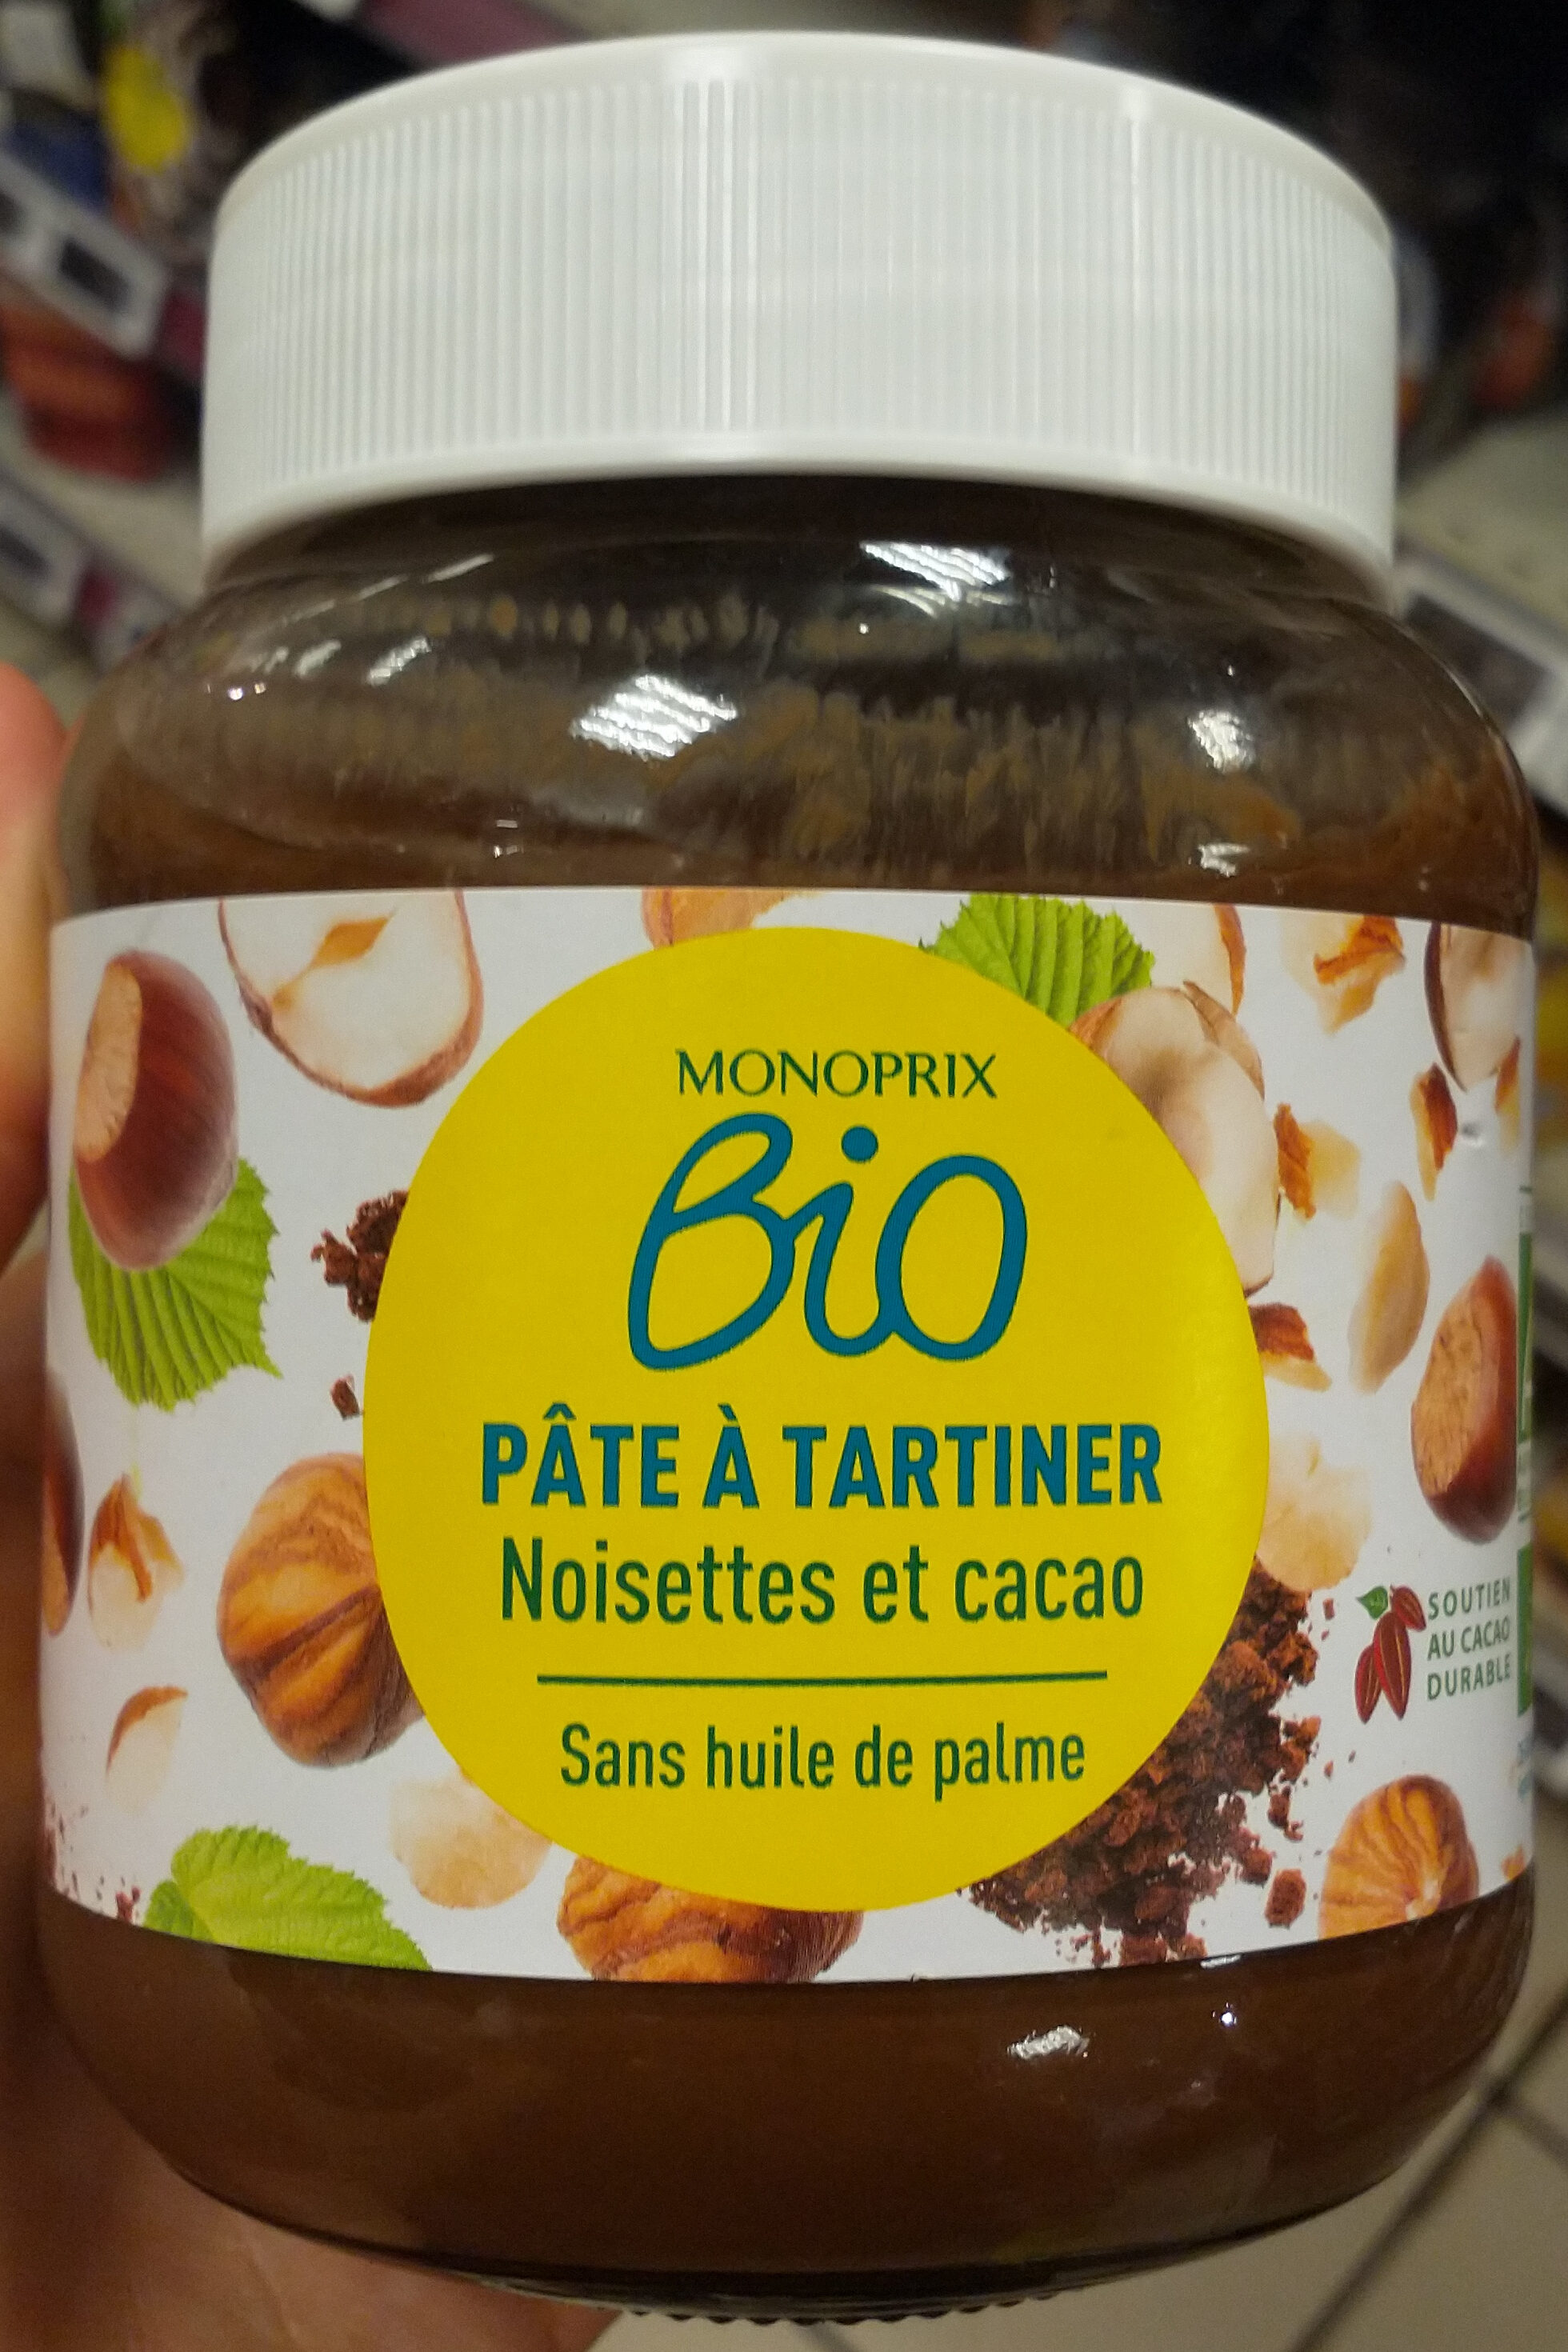 MONOPRIX
Bio
PÂTE À TARTINER
Noisettes et cacao
Sans huile de palme
SOUTIEN
AU CACAO
DURABLE